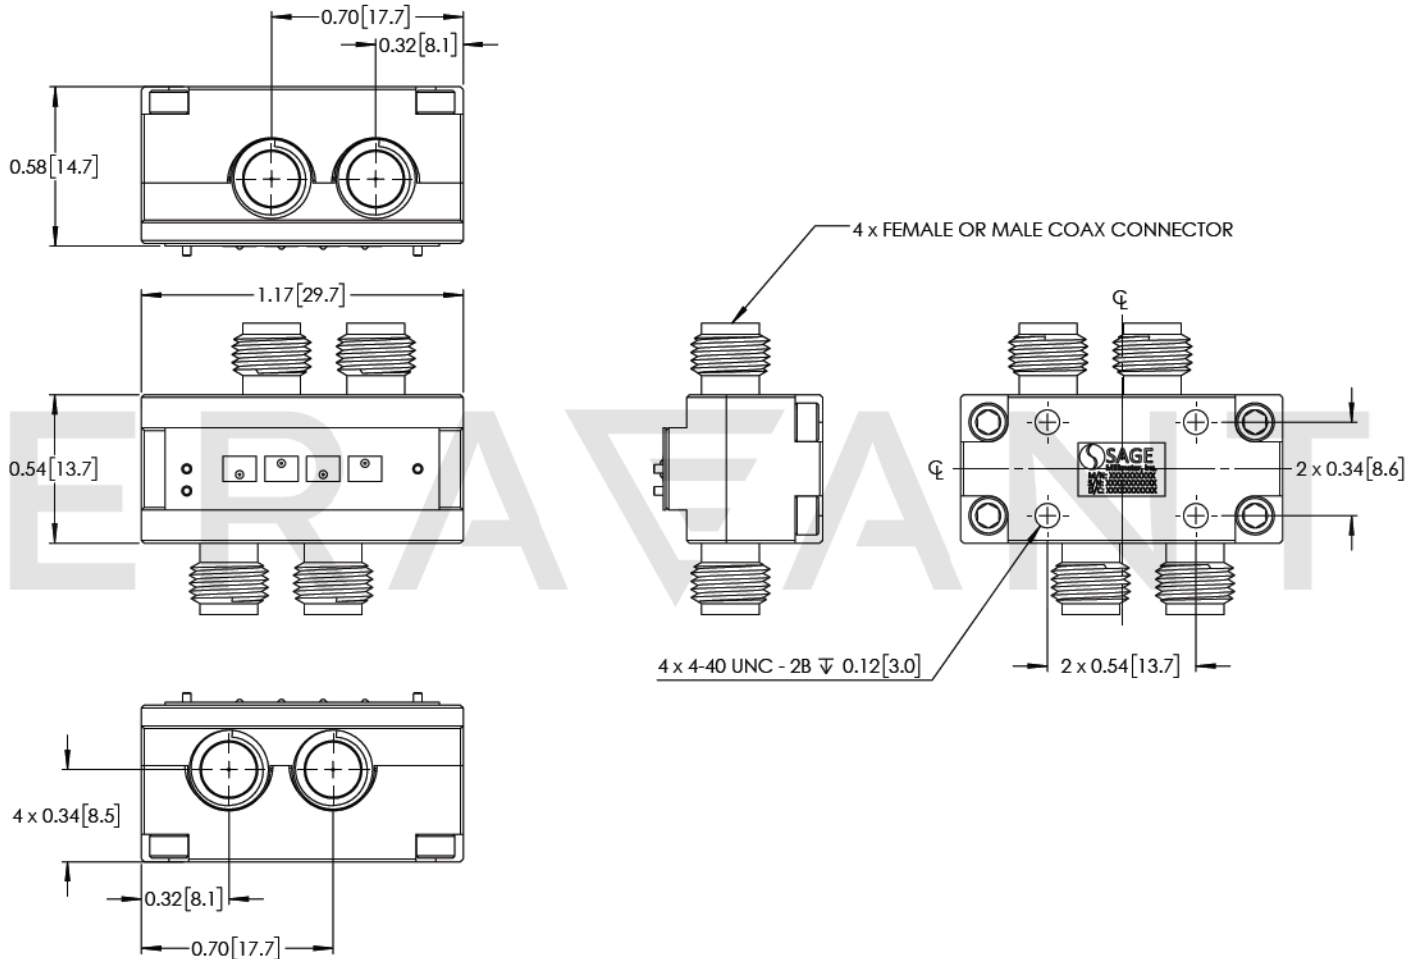 0.70[17.7]
0.32[8.1]
0.58[14.7]
4 x FEMALE OR MALE COAX CONNECTOR
1.17[29.7]
℄
ERAVANT
0.54[13.7]
SAGE
Millimeter, Inc.
℄
2 x 0.34[8.6]
4 x 4-40 UNC - 2B ↧ 0.12[3.0]
2 x 0.54[13.7]
4 x 0.34[8.5]
0.32[8.1]
0.70[17.7]